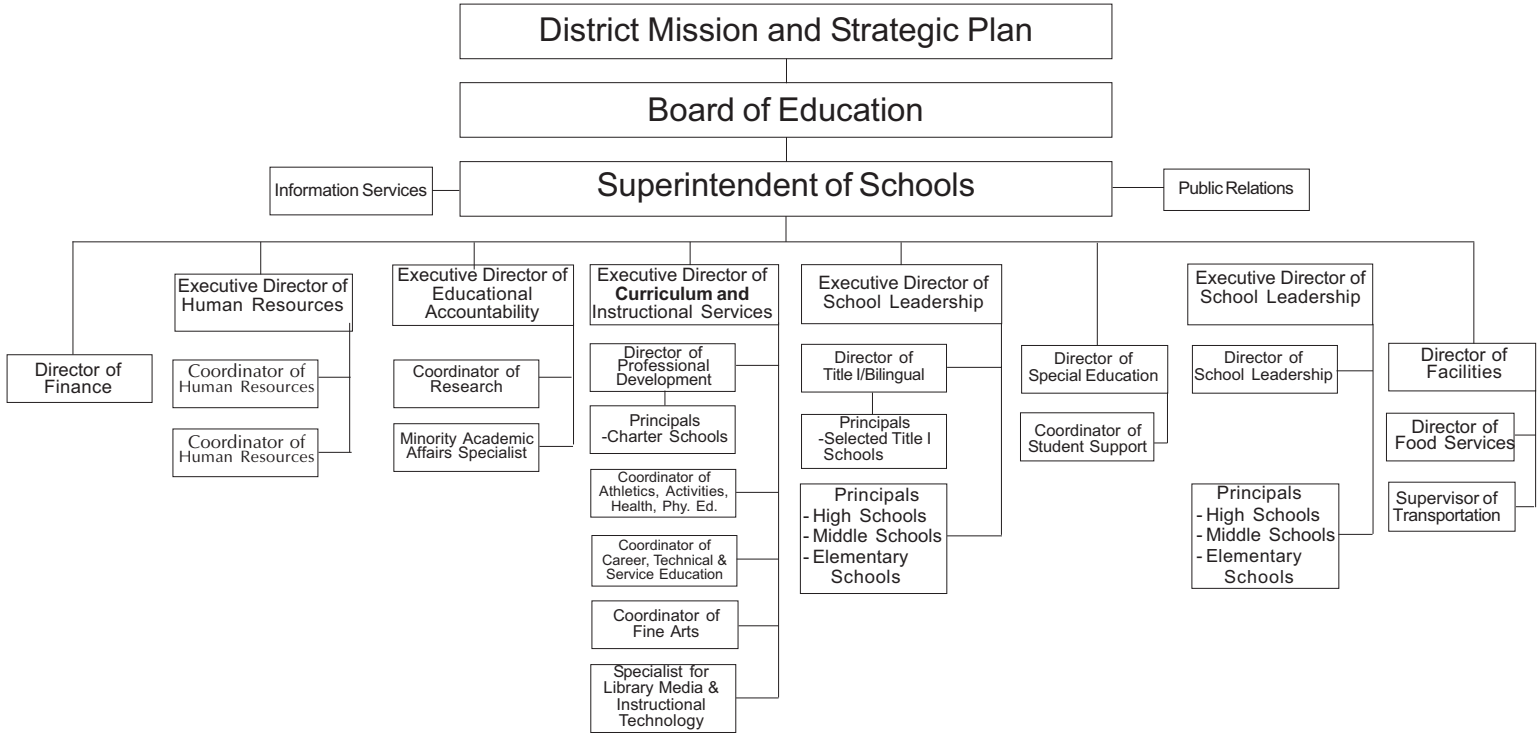 District Mission and Strategic Plan
Board of Education
Information Services
Superintendent of Schools
Public Relations
Director of
Finance
Executive Director of
Human Resources
Coordinator of
Human Resources
Coordinator of
Human Resources
Executive Director of
Educational
Accountability
Coordinator of
Research
Minority Academic
Affairs Specialist
Executive Director of
Curriculum and
Instructional Services
Director of
Professional
Development
Principals
-Charter Schools
Coordinator of
Athletics, Activities,
Health, Phy. Ed.
Coordinator of
Career, Technical &
Service Education
Coordinator of
Fine Arts
Specialist for
Library Media &
Instructional
Technology
Executive Director of
School Leadership
Director of
Title I/Bilingual
Principals
-Selected Title I
Schools
Principals
- High Schools
- Middle Schools
- Elementary
Schools
Director of
Special Education
Coordinator of
Student Support
Executive Director of
School Leadership
Director of
School Leadership
Principals
- High Schools
- Middle Schools
- Elementary
Schools
Director of
Facilities
Director of
Food Services
Supervisor of
Transportation